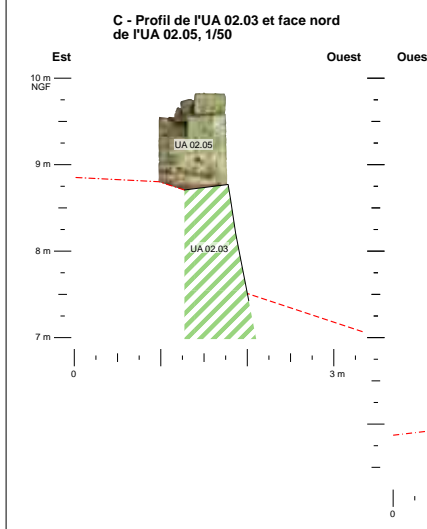 C - Profil de l'UA 02.03 et face nord
de l'UA 02.05, 1/50
Est
Ouest
Oues
10 m
NGF
UA 02.05
9 m
UA 02.03
8 m
7 m
0
3 m
0